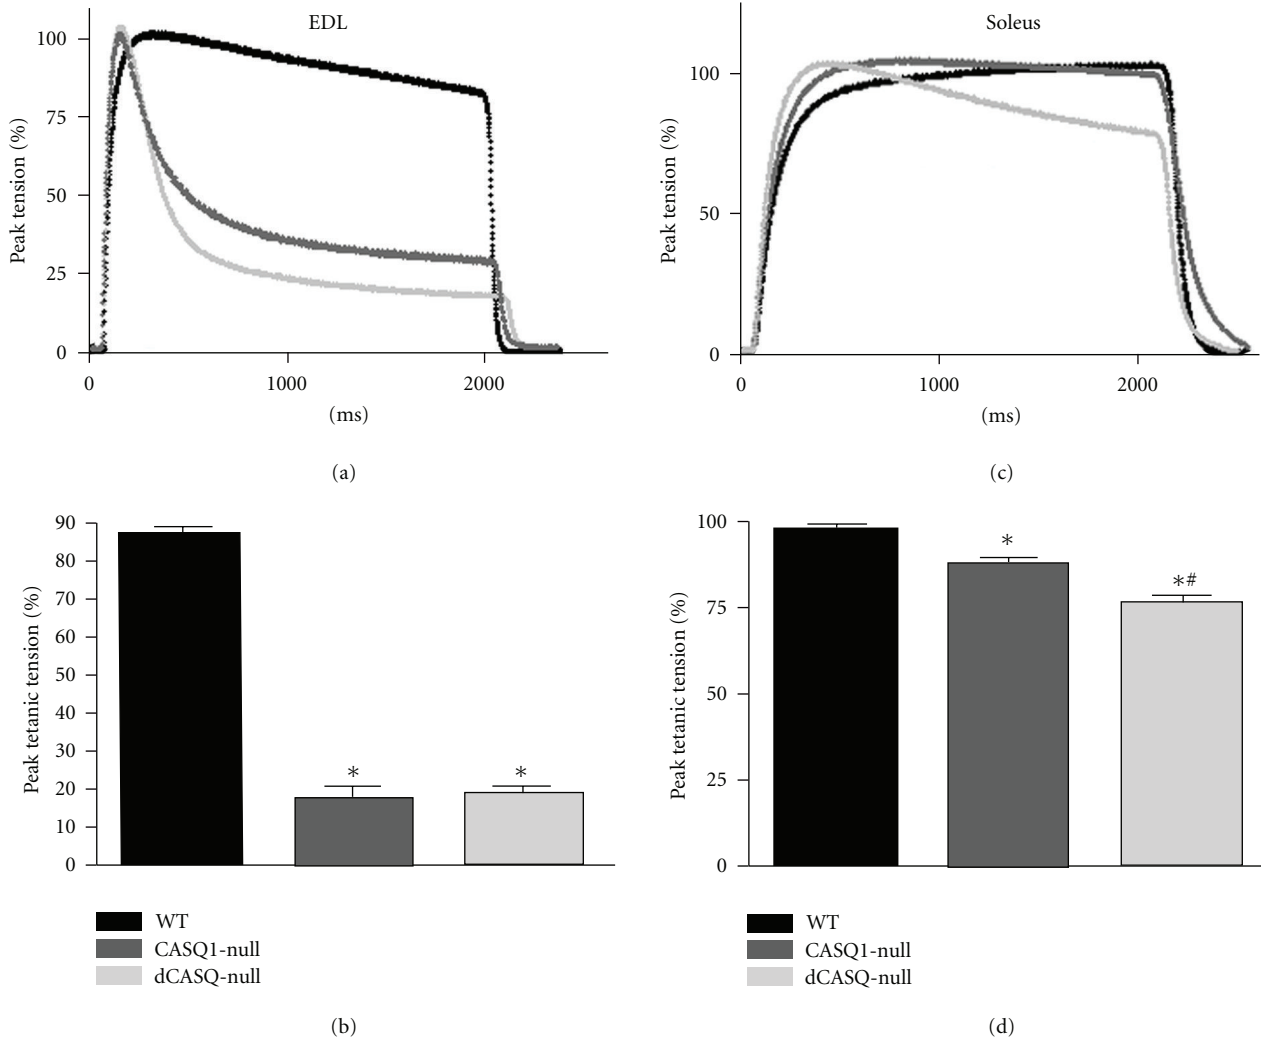 EDL
Peak tension (%)
100
75
50
25
0
0 1000 2000
(ms)
(a)
Soleus
Peak tension (%)
100
50
0
0 1000 2000
(ms)
(c)
Peak tetanic tension (%)
90
80
70
60
50
40
30
20
10
0
* *
WT
CASQ1-null
dCASQ-null
(b)
Peak tetanic tension (%)
100
75
50
25
0
*
*#
WT
CASQ1-null
dCASQ-null
(d)